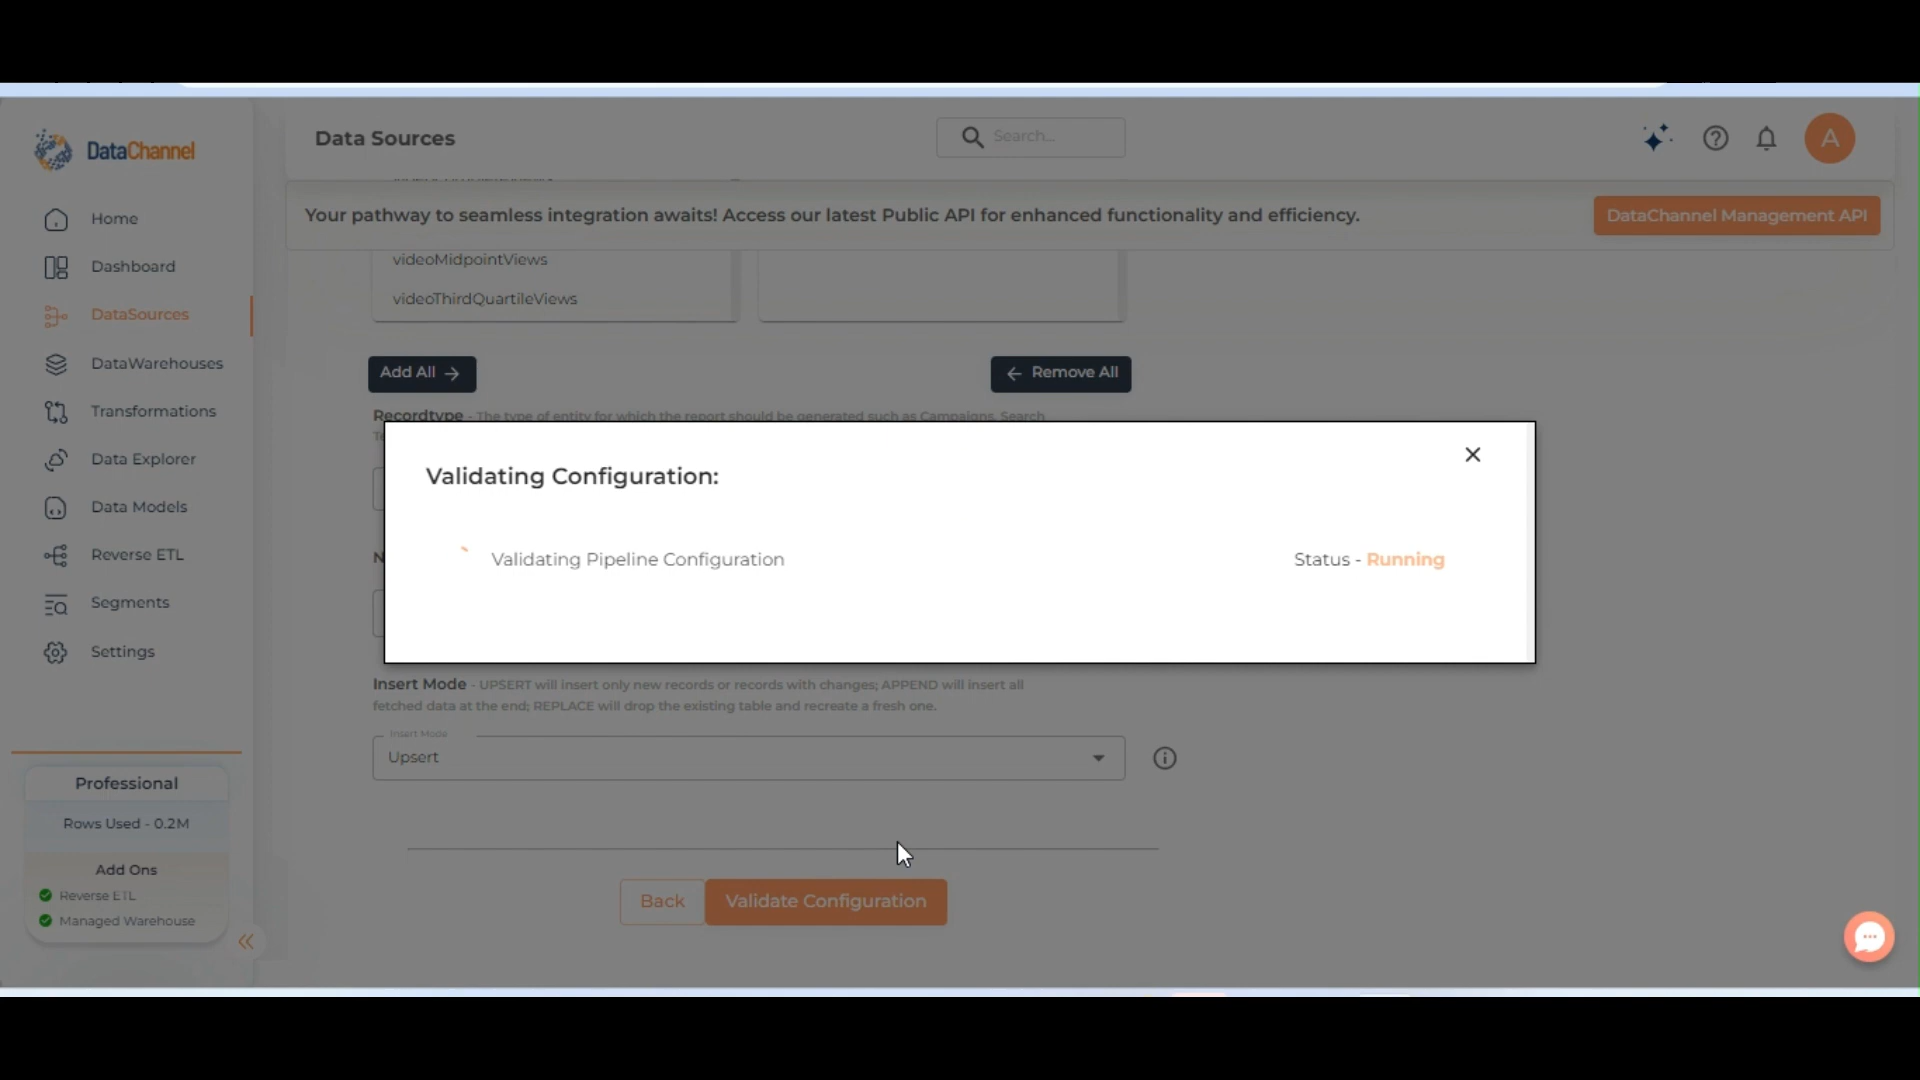 DataChannel
Data Sources
Search...
A
Your pathway to seamless integration awaits! Access our latest Public API for enhanced functionality and efficiency.
DataChannel Management API
Home
Dashboard
DataSources
DataWarehouses
Transformations
Data Explorer
Data Models
Reverse ETL
Segments
Settings
videoMidpointViews
videoThirdQuartileViews
Add All →
← Remove All
Recordtype - The type of entity for which the report should be generated such as Campaigns, Search
Validating Configuration:
Validating Pipeline Configuration
Status - Running
Insert Mode - UPSERT will insert only new records or records with changes; APPEND will insert all
fetched data at the end; REPLACE will drop the existing table and recreate a fresh one.
Insert Mode
Upsert
Back
Validate Configuration
Professional
Rows Used - 0.2M
Add Ons
Reverse ETL
Managed Warehouse